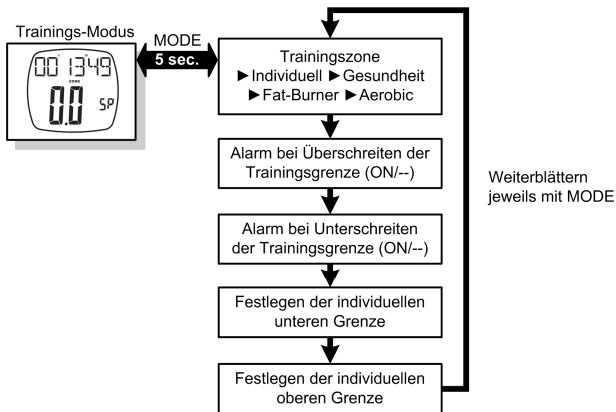 Trainings-Modus
00'13'49"
ZONE
0.0 SP
MODE
5 sec.
Trainingszone
►Individuell ►Gesundheit
►Fat-Burner ►Aerobic
Alarm bei Überschreiten der
Trainingsgrenze (ON/--)
Alarm bei Unterschreiten
der Trainingsgrenze (ON/--)
Festlegen der individuellen
unteren Grenze
Festlegen der individuellen
oberen Grenze
Weiterblättern
jeweils mit MODE